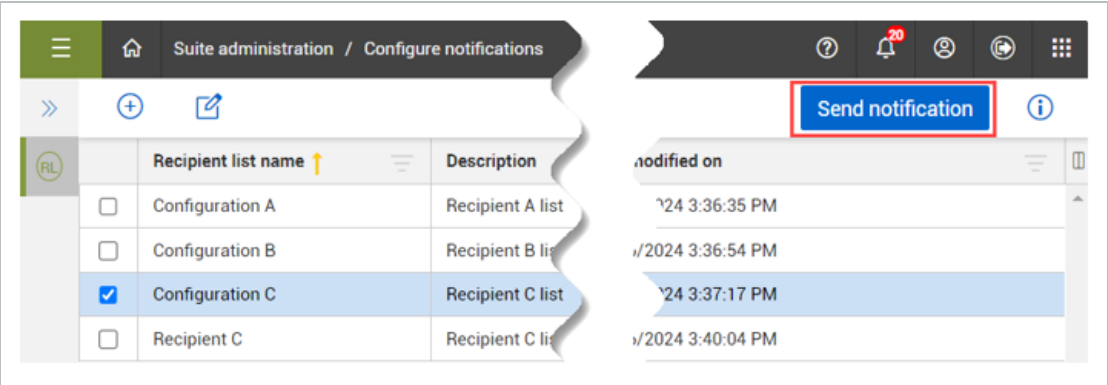 Suite administration / Configure notifications 20
Send notification
RL Recipient list name Description modified on
Configuration A Recipient A list 024 3:36:35 PM
Configuration B Recipient B lis /2024 3:36:54 PM
Configuration C Recipient C list 024 3:37:17 PM
Recipient C Recipient C lis /2024 3:40:04 PM